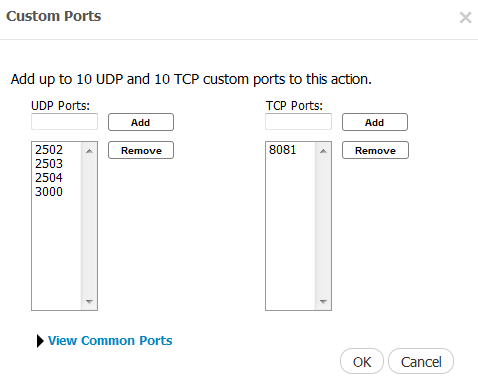 Custom Ports
Add up to 10 UDP and 10 TCP custom ports to this action.
UDP Ports:
Add
2502
2503
2504
3000
Remove
TCP Ports:
Add
8081
Remove
View Common Ports
OK
Cancel